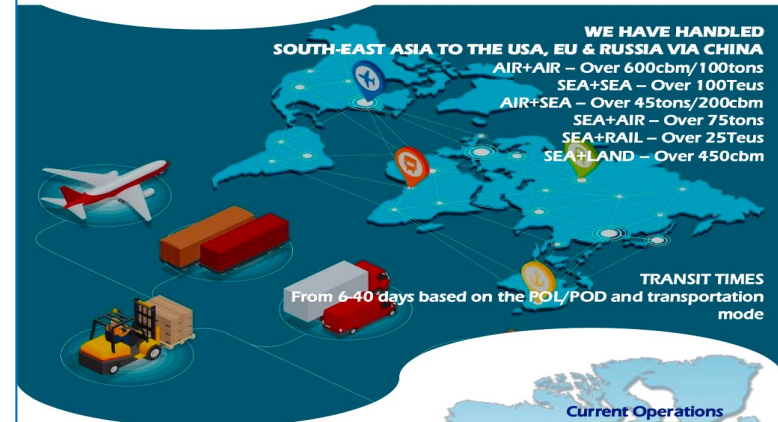 WE HAVE HANDLED
SOUTH-EAST ASIA TO THE USA, EU & RUSSIA VIA CHINA
AIR+AIR – Over 600cbm/100tons
SEA+SEA – Over 100Teus
AIR+SEA – Over 45tons/200cbm
SEA+AIR – Over 75tons
SEA+RAIL – Over 25Teus
SEA+LAND – Over 450cbm
TRANSIT TIMES
From 6-40 days based on the POL/POD and transportation
mode
Current Operations